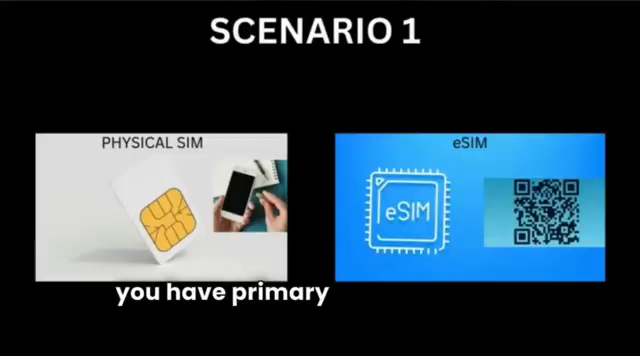 SCENARIO 1
PHYSICAL SIM
eSIM
eSIM
you have primary